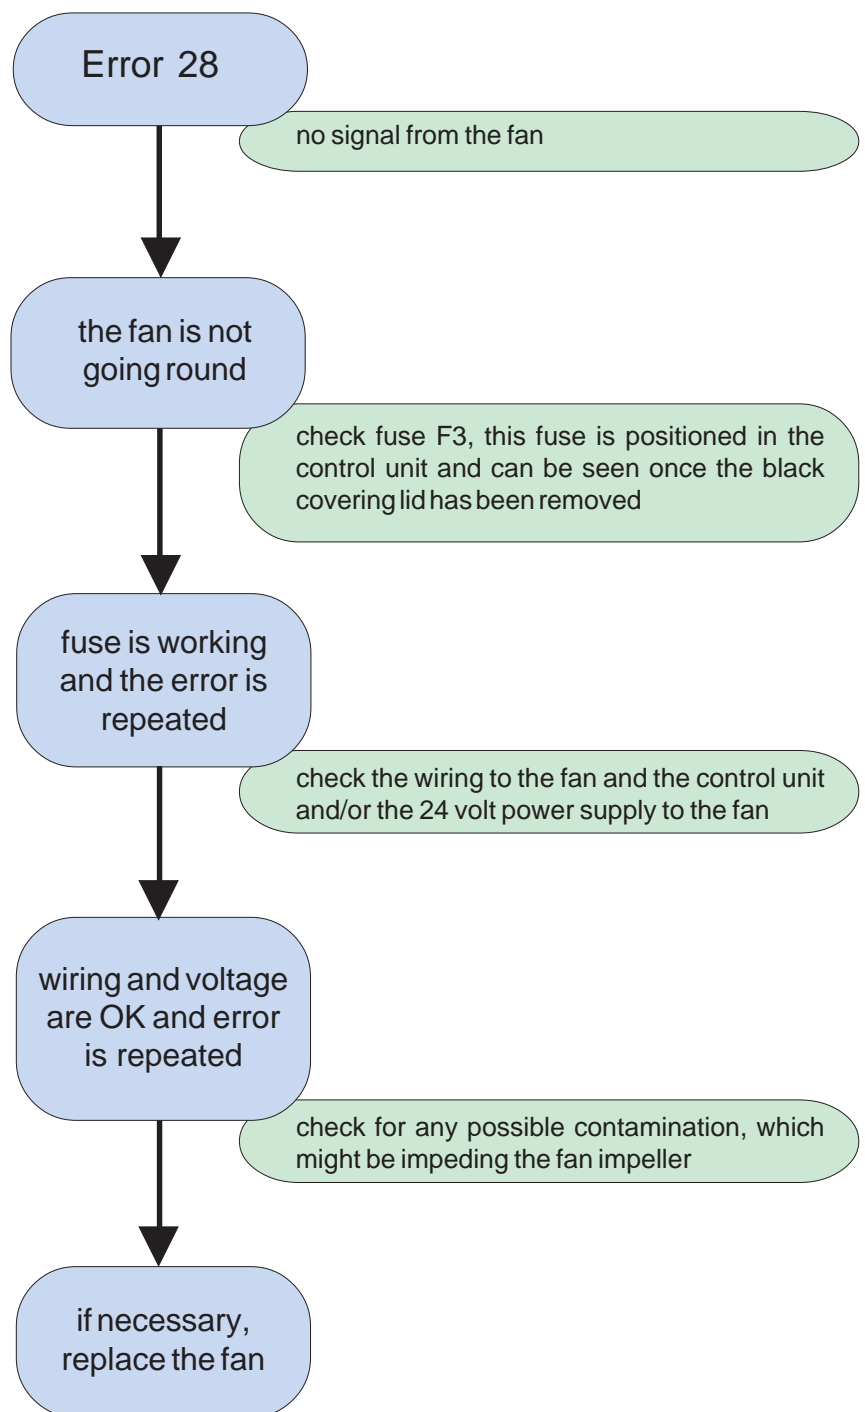 Error 28
no signal from the fan
the fan is not
going round
check fuse F3, this fuse is positioned in the
control unit and can be seen once the black
covering lid has been removed
fuse is working
and the error is
repeated
check the wiring to the fan and the control unit
and/or the 24 volt power supply to the fan
wiring and voltage
are OK and error
is repeated
check for any possible contamination, which
might be impeding the fan impeller
if necessary,
replace the fan